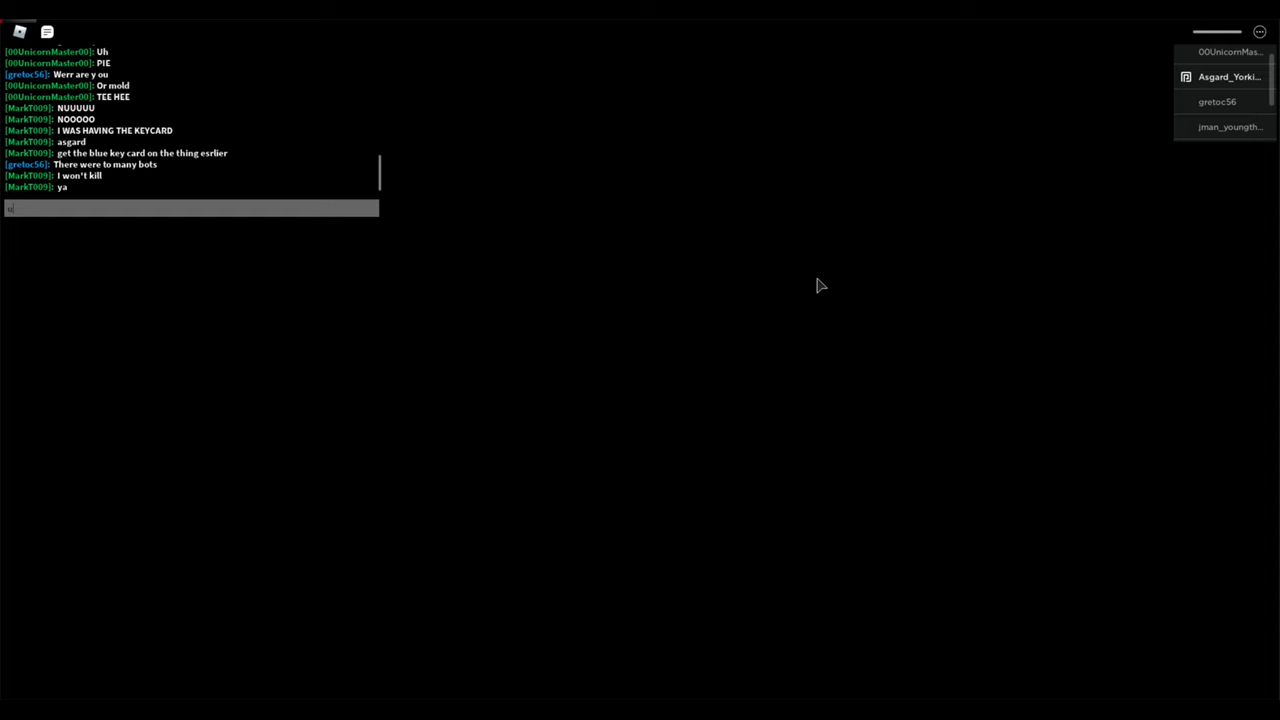 [00UnicornMaster00]: Uh
[00UnicornMaster00]: PIE
[gretoc56]: Werr are y ou
[00UnicornMaster00]: Or mold
[00UnicornMaster00]: TEE HEE
[MarkT009]: NUUUUU
[MarkT009]: NOOOOO
[MarkT009]: I WAS HAVING THE KEYCARD
[MarkT009]: asgard
[MarkT009]: get the blue key card on the thing esrlier
[gretoc56]: There were to many bots
[MarkT009]: I won't kill
[MarkT009]: ya
u
00UnicornMas...
Asgard_Yorki...
gretoc56
jman_youngth...